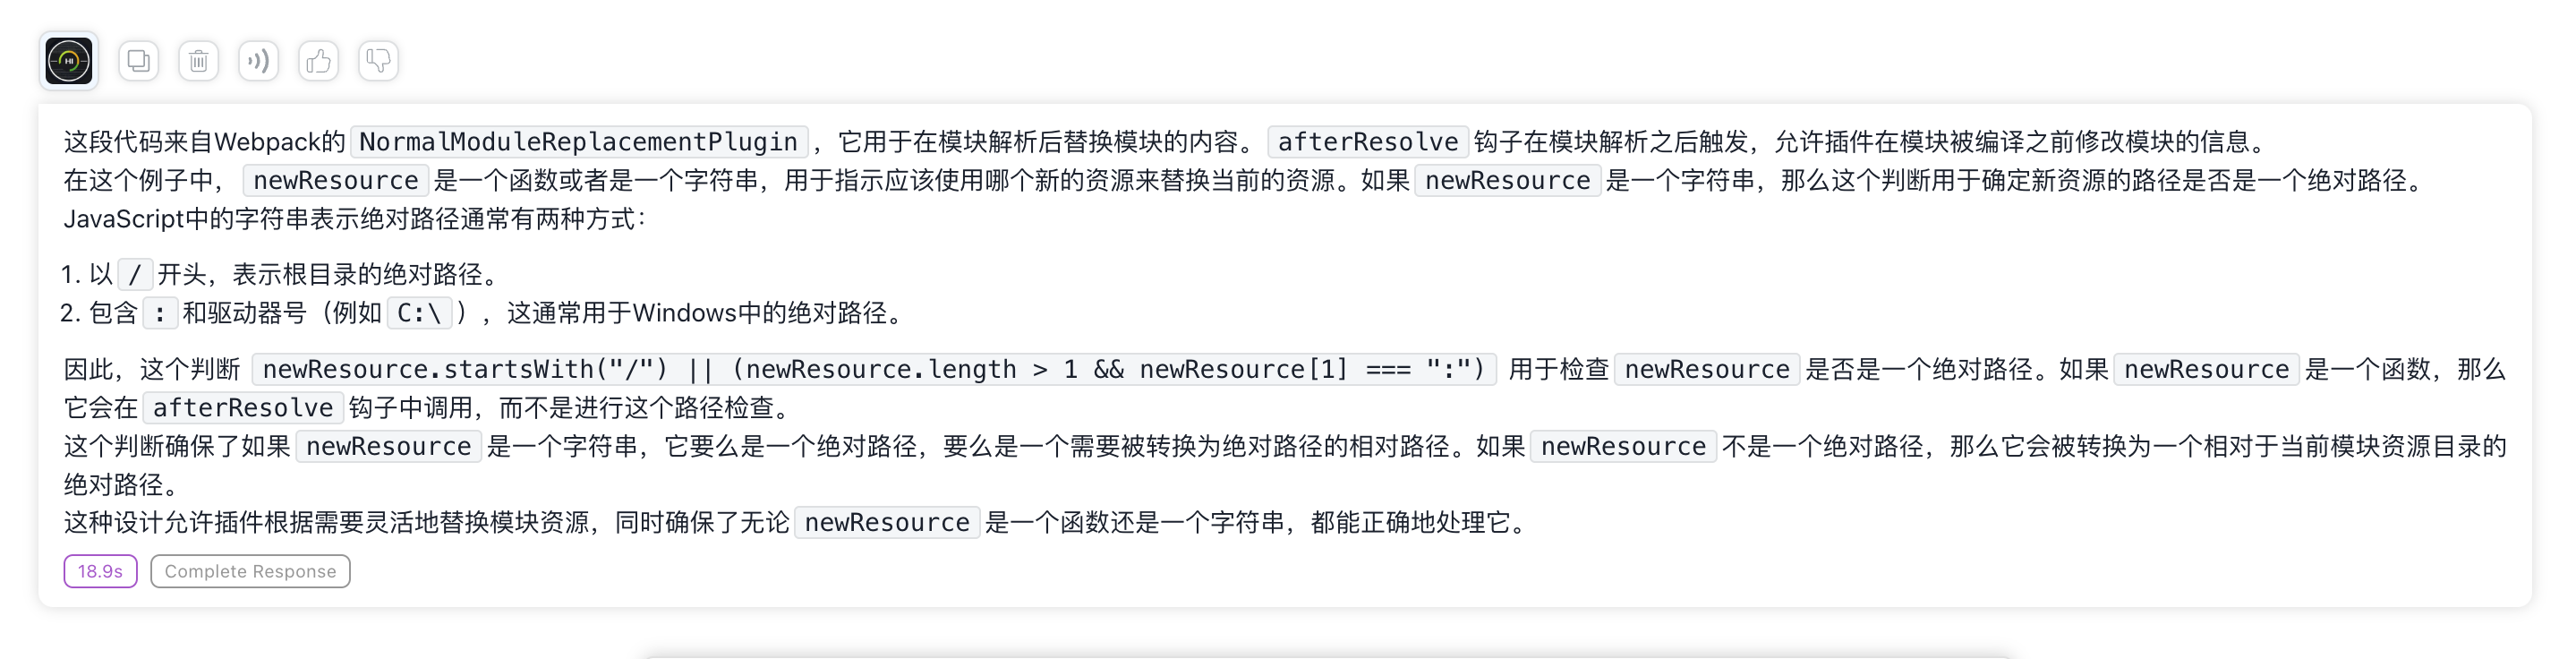 HI
这段代码来自Webpack的 NormalModuleReplacementPlugin ，它用于在模块解析后替换模块的内容。 afterResolve 钩子在模块解析之后触发，允许插件在模块被编译之前修改模块的信息。
在这个例子中， newResource 是一个函数或者是一个字符串，用于指示应该使用哪个新的资源来替换当前的资源。如果 newResource 是一个字符串，那么这个判断用于确定新资源的路径是否是一个绝对路径。
JavaScript中的字符串表示绝对路径通常有两种方式：
1. 以 / 开头，表示根目录的绝对路径。
2. 包含 : 和驱动器号（例如 C:\ ），这通常用于Windows中的绝对路径。
因此，这个判断 newResource.startsWith("/") || (newResource.length > 1 && newResource[1] === ":") 用于检查 newResource 是否是一个绝对路径。如果 newResource 是一个函数，那么
它会在 afterResolve 钩子中调用，而不是进行这个路径检查。
这个判断确保了如果 newResource 是一个字符串，它要么是一个绝对路径，要么是一个需要被转换为绝对路径的相对路径。如果 newResource 不是一个绝对路径，那么它会被转换为一个相对于当前模块资源目录的
绝对路径。
这种设计允许插件根据需要灵活地替换模块资源，同时确保了无论 newResource 是一个函数还是一个字符串，都能正确地处理它。
18.9s Complete Response